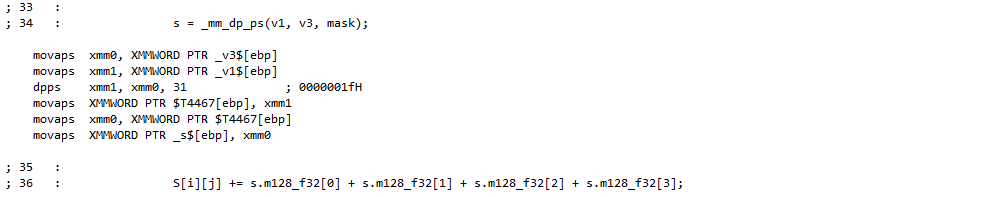 ; 33   :
; 34   :                s = _mm_dp_ps(v1, v3, mask);
    movaps  xmm0, XMMWORD PTR _v3$[ebp]
    movaps  xmm1, XMMWORD PTR _v1$[ebp]
    dpps    xmm1, xmm0, 31              ; 0000001fH
    movaps  XMMWORD PTR $T4467[ebp], xmm1
    movaps  xmm0, XMMWORD PTR $T4467[ebp]
    movaps  XMMWORD PTR _s$[ebp], xmm0
; 35   :
; 36   :                S[i][j] += s.m128_f32[0] + s.m128_f32[1] + s.m128_f32[2] + s.m128_f32[3];